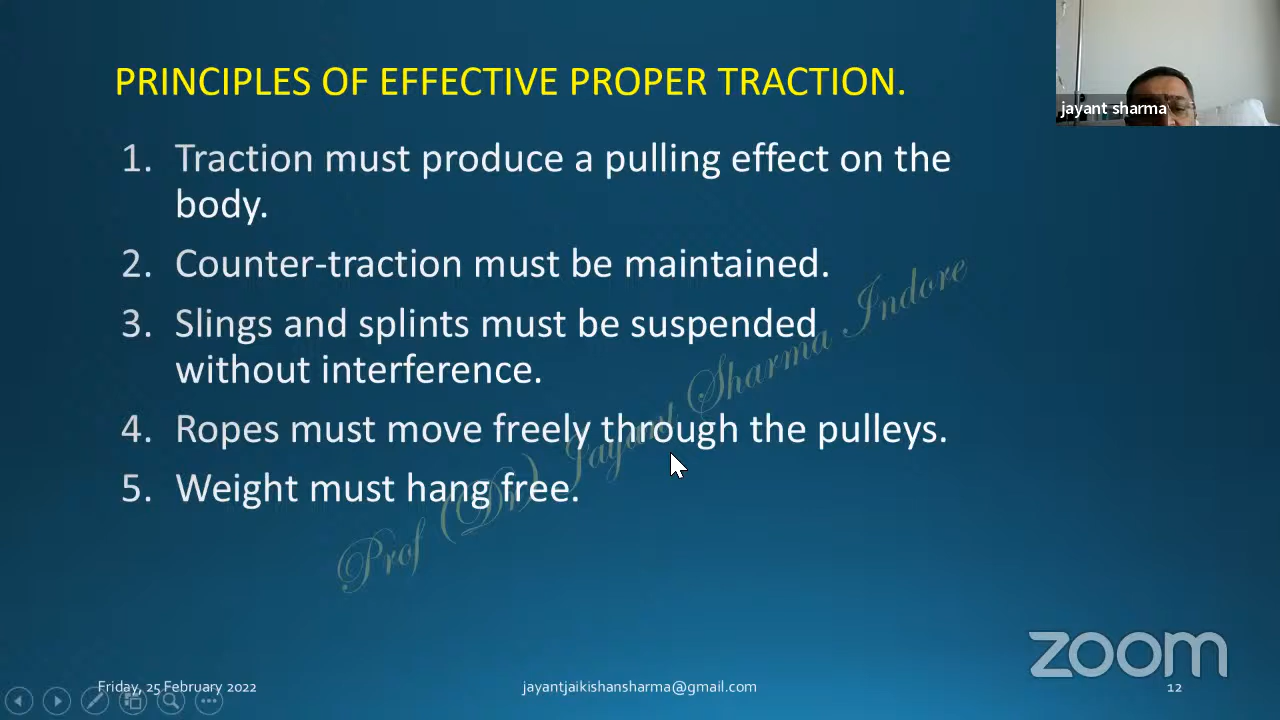 PRINCIPLES OF EFFECTIVE PROPER TRACTION.
jayant sharma
1. Traction must produce a pulling effect on the
body.
2. Counter-traction must be maintained.
3. Slings and splints must be suspended
without interference.
4. Ropes must move freely through the pulleys.
5. Weight must hang free.
Prof (Dr) Jayant Sharma Indore
zoom
Friday, 25 February 2022
jayantjaikishansharma@gmail.com
12